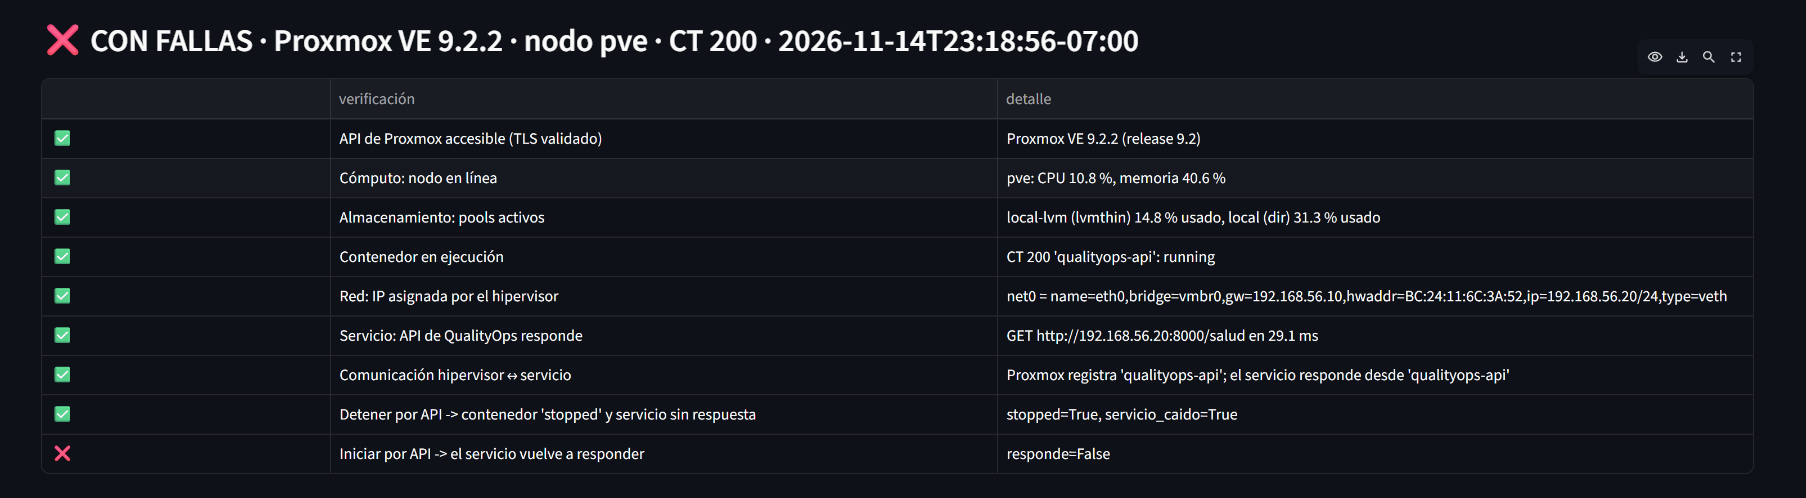 ❌ CON FALLAS · Proxmox VE 9.2.2 · nodo pve · CT 200 · 2026-11-14T23:18:56-07:00
verificación detalle
✅ API de Proxmox accesible (TLS validado) Proxmox VE 9.2.2 (release 9.2)
✅ Cómputo: nodo en línea pve: CPU 10.8 %, memoria 40.6 %
✅ Almacenamiento: pools activos local-lvm (lvmthin) 14.8 % usado, local (dir) 31.3 % usado
✅ Contenedor en ejecución CT 200 'qualityops-api': running
✅ Red: IP asignada por el hipervisor net0 = name=eth0,bridge=vmbr0,gw=192.168.56.10,hwaddr=BC:24:11:6C:3A:52,ip=192.168.56.20/24,type=veth
✅ Servicio: API de QualityOps responde GET http://192.168.56.20:8000/salud en 29.1 ms
✅ Comunicación hipervisor↔servicio Proxmox registra 'qualityops-api'; el servicio responde desde 'qualityops-api'
✅ Detener por API -> contenedor 'stopped' y servicio sin respuesta stopped=True, servicio_caido=True
❌ Iniciar por API -> el servicio vuelve a responder responde=False